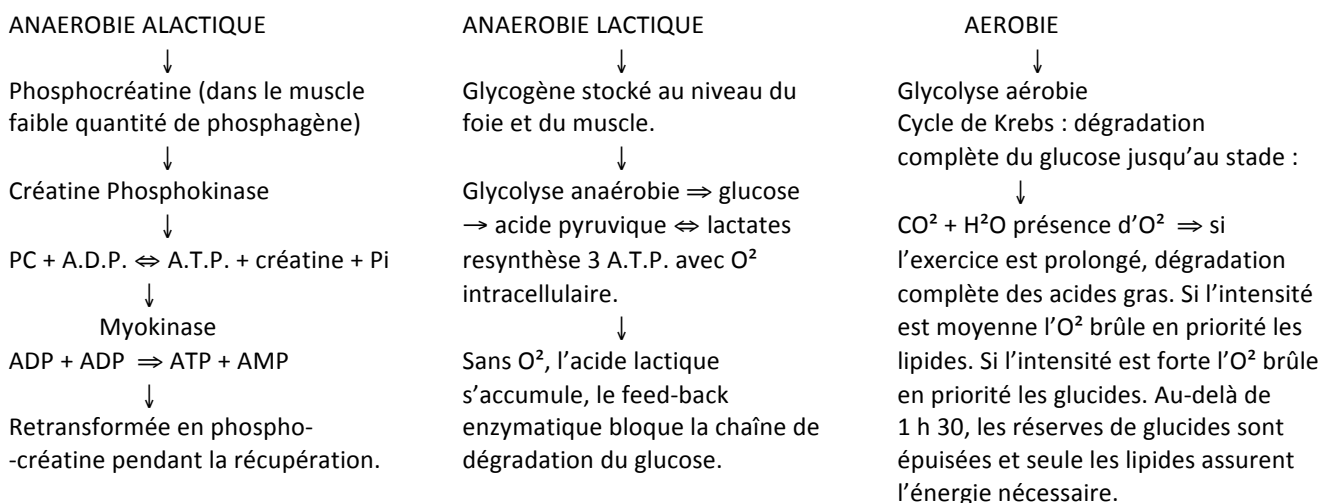 ANAEROBIE ALACTIQUE
↓
Phosphocréatine (dans le muscle
faible quantité de phosphagène)
↓
Créatine Phosphokinase
↓
PC + A.D.P. ⇔ A.T.P. + créatine + Pi
↓
Myokinase
ADP + ADP ⇒ ATP + AMP
↓
Retransformée en phospho-
-créatine pendant la récupération.
ANAEROBIE LACTIQUE
↓
Glycogène stocké au niveau du
foie et du muscle.
↓
Glycolyse anaérobie ⇒ glucose
→ acide pyruvique ⇔ lactates
resynthèse 3 A.T.P. avec O²
intracellulaire.
↓
Sans O², l’acide lactique
s’accumule, le feed-back
enzymatique bloque la chaîne de
dégradation du glucose.
AEROBIE
↓
Glycolyse aérobie
Cycle de Krebs : dégradation
complète du glucose jusqu’au stade :
↓
CO² + H²O présence d’O² ⇒ si
l’exercice est prolongé, dégradation
complète des acides gras. Si l’intensité
est moyenne l’O² brûle en priorité les
lipides. Si l’intensité est forte l’O² brûle
en priorité les glucides. Au-delà de
1 h 30, les réserves de glucides sont
épuisées et seule les lipides assurent
l’énergie nécessaire.